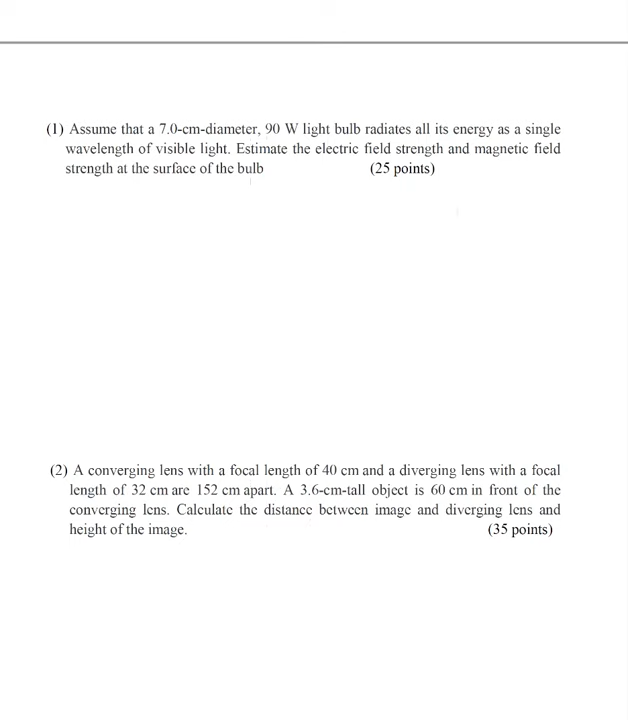 (1) Assume that a 7.0-cm-diameter, 90 W light bulb radiates all its energy as a single
wavelength of visible light. Estimate the electric field strength and magnetic field
strength at the surface of the bulb (25 points)
(2) A converging lens with a focal length of 40 cm and a diverging lens with a focal
length of 32 cm are 152 cm apart. A 3.6-cm-tall object is 60 cm in front of the
converging lens. Calculate the distance between image and diverging lens and
height of the image. (35 points)